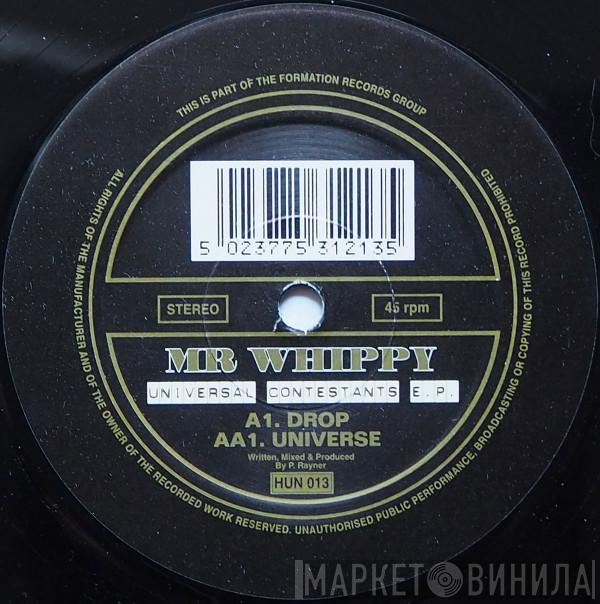 THIS IS PART OF THE FORMATION RECORDS GROUP
5 023775 312135
STEREO
45 rpm
MR WHIPPY
UNIVERSAL CONTESTANTS E.P.
A1. DROP
AA1. UNIVERSE
Written, Mixed & Produced
By P. Rayner
HUN 013
ALL RIGHTS OF THE MANUFACTURER AND OF THE OWNER OF THE RECORDED WORK RESERVED. UNAUTHORISED PUBLIC PERFORMANCE, BROADCASTING OR COPYING OF THIS RECORD PROHIBITED
МАРКЕТ ВИНИЛА